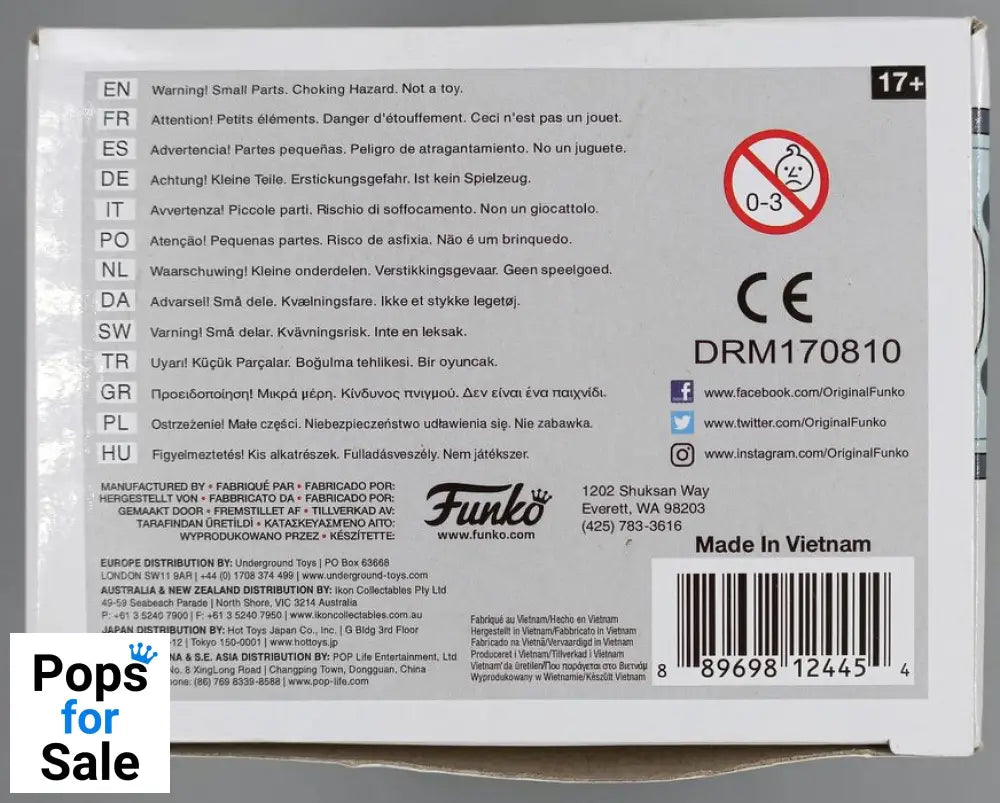 17+
EN Warning! Small Parts. Choking Hazard. Not a toy.
FR Attention! Petits éléments. Danger d'étouffement. Ceci n'est pas un jouet.
ES Advertencia! Partes pequeñas. Peligro de atragantamiento. No un juguete.
DE Achtung! Kleine Teile. Erstickungsgefahr. Ist kein Spielzeug.
IT Avvertenza! Piccole parti. Rischio di soffocamento. Non un giocattolo.
PO Atenção! Pequenas partes. Risco de asfixia. Não é um brinquedo.
NL Waarschuwing! Kleine onderdelen. Verstikkingsgevaar. Geen speelgoed.
DA Advarsel! Små dele. Kvælningsfare. Ikke et stykke legetøj.
SW Varning! Små delar. Kvävningsrisk. Inte en leksak.
TR Uyarı! Küçük Parçalar. Boğulma tehlikesi. Bir oyuncak.
GR Προειδοποίηση! Μικρά μέρη. Κίνδυνος πνιγμού. Δεν είναι ένα παιχνίδι.
PL Ostrzeżenie! Małe części. Niebezpieczeństwo udławienia się. Nie zabawka.
HU Figyelmeztetés! Kis alkatrészek. Fulladásveszély. Nem játékszer.
0-3
CE
DRM170810
www.facebook.com/OriginalFunko
www.twitter.com/OriginalFunko
www.instagram.com/OriginalFunko
MANUFACTURED BY • FABRIQUÉ PAR • FABRICADO POR:
HERGESTELLT VON • FABBRICATO DA • FABRICADO POR:
GEMAAKT DOOR • FREMSTILLET AF • TILLVERKAD AV:
TARAFINDAN ÜRETİLDİ • ΚΑΤΑΣΚΕΥΑΣΜΕΝΟ ΑΠΟ:
WYPRODUKOWANO PRZEZ • KÉSZÍTETTE:
Funko
www.funko.com
1202 Shuksan Way
Everett, WA 98203
(425) 783-3616
Made In Vietnam
EUROPE DISTRIBUTION BY: Underground Toys | PO Box 63668
LONDON SW11 9AR | +44 (0) 1708 374 499 | www.underground-toys.com
AUSTRALIA & NEW ZEALAND DISTRIBUTION BY: Ikon Collectables Pty Ltd
49-59 Seabeach Parade | North Shore, VIC 3214 Australia
P: +61 3 5240 7900 | F: +61 3 5240 7950 | www.ikoncollectables.com.au
JAPAN DISTRIBUTION BY: Hot Toys Japan Co., Inc. | G Bldg 3rd Floor
-12 | Tokyo 150-0001 | www.hottoys.jp
NA & S.E. ASIA DISTRIBUTION BY: POP Life Entertainment, Ltd
No. 8 XingLong Road | Changping Town, Dongguan, China
one: (86) 769 8339-8588 | www.pop-life.com
Fabriqué au Vietnam/Hecho en Vietnam
Hergestellt in Vietnam/Fabbricato in Vietnam
Fabricado na Vietnã/Vervaardigd in Vietnam
Produceret i Vietnam/Tillverkad i Vietnam
Vietnam'da üretilen/Που παράγεται στο Βιετνάμ
Wyprodukowany w Wietnamie/Készült Vietnam
8 89698 12445 4
Pops
for
Sale